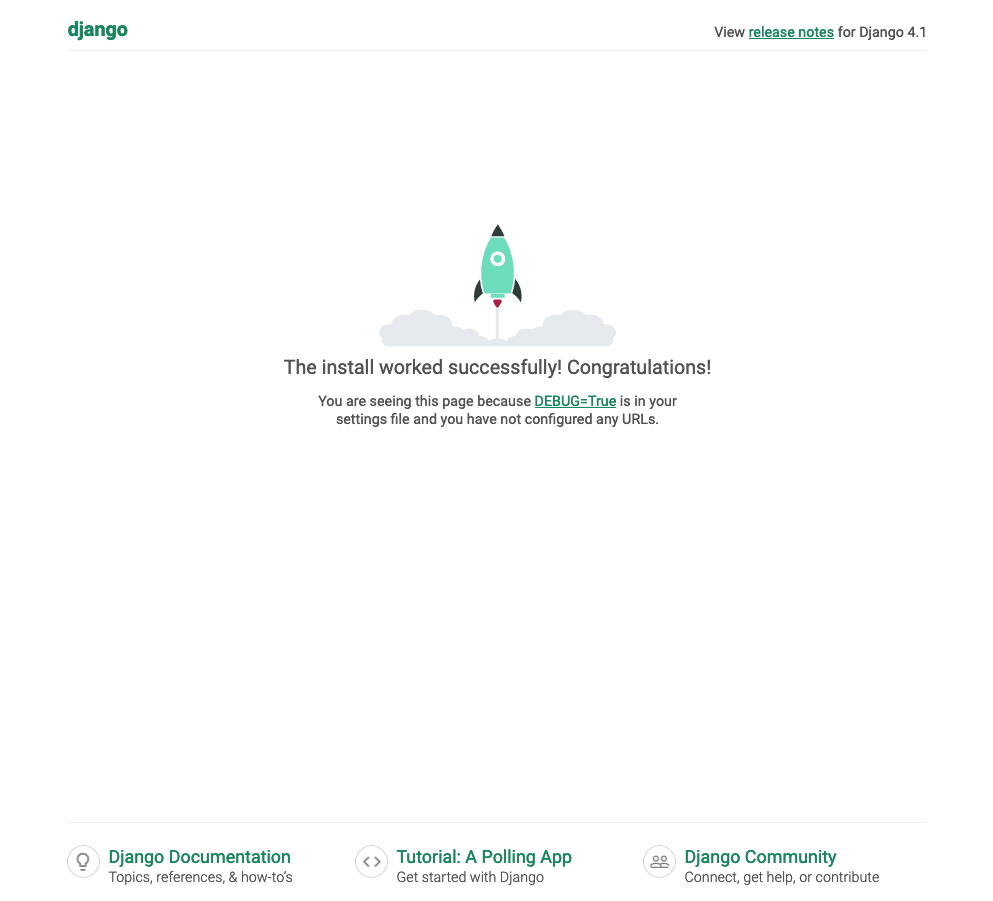 django
View release notes for Django 4.1
The install worked successfully! Congratulations!
You are seeing this page because DEBUG=True is in your
settings file and you have not configured any URLs.
Django Documentation
Topics, references, & how-to’s
Tutorial: A Polling App
Get started with Django
Django Community
Connect, get help, or contribute